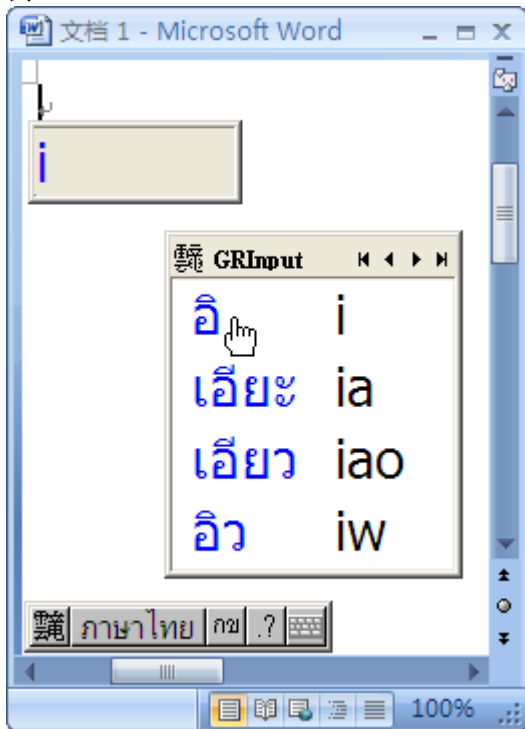 文档 1 - Microsoft Word
i
GRInput
อิ i
เอียะ ia
เอียว iao
อิว iw
ภาษาไทย กข .?
100%